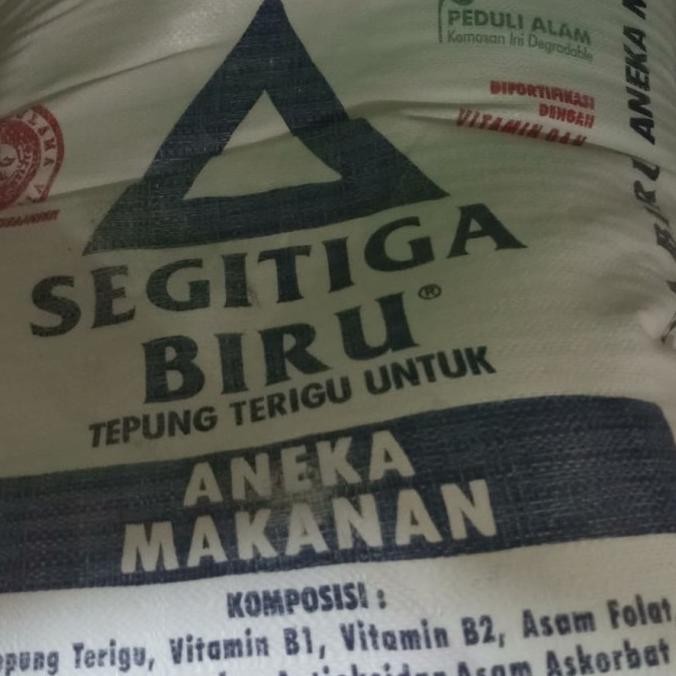 PEDULI ALAM
Kemasan Ini Degradable
DIFORTIFIKASI
DENGAN
VITAMIN DAN
SEGITIGA
BIRU®
TEPUNG TERIGU UNTUK
ANEKA
MAKANAN
KOMPOSISI :
Terigu, Vitamin B1, Vitamin B2, Asam Folat,
Asam Askorbat
BIRU ANEKA